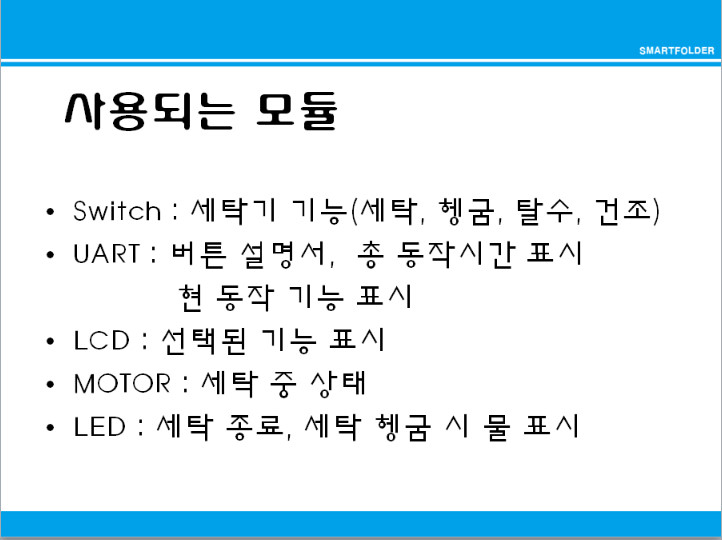 SMARTFOLDER
사용되는 모듈
• Switch : 세탁기 기능(세탁, 헹굼, 탈수, 건조)
• UART : 버튼 설명서, 총 동작시간 표시
현 동작 기능 표시
• LCD : 선택된 기능 표시
• MOTOR : 세탁 중 상태
• LED : 세탁 종료, 세탁 헹굼 시 물 표시